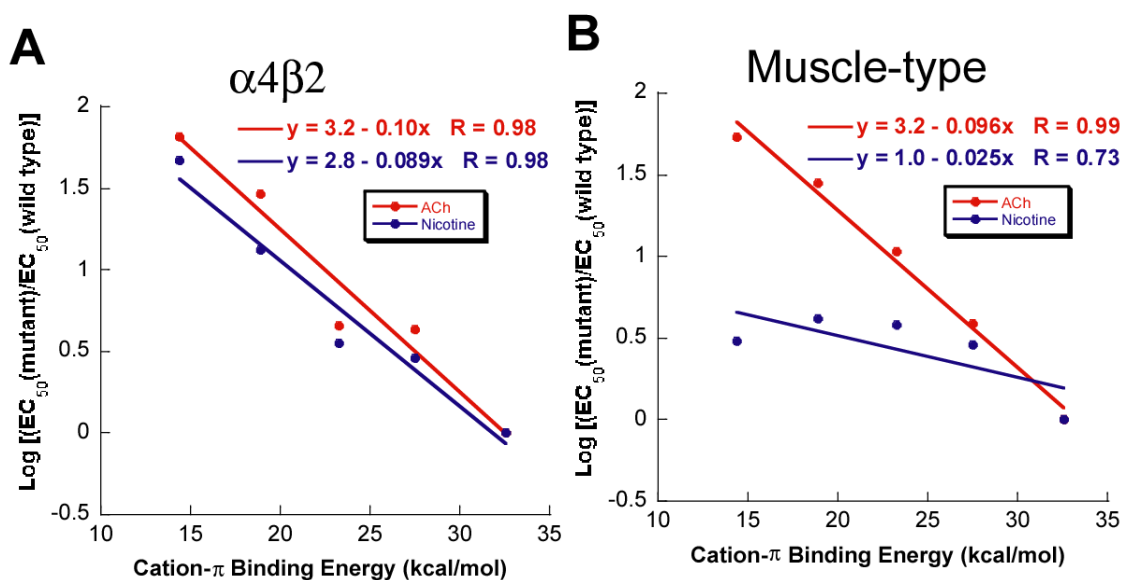 A
α4β2
y = 3.2 - 0.10x R = 0.98
y = 2.8 - 0.089x R = 0.98
ACh
Nicotine
Log [(EC50(mutant)/EC50(wild type)]
2
1.5
1
0.5
0
-0.5
10 15 20 25 30 35
Cation-π Binding Energy (kcal/mol)
B
Muscle-type
y = 3.2 - 0.096x R = 0.99
y = 1.0 - 0.025x R = 0.73
ACh
Nicotine
Log [(EC50(mutant)/EC50(wild type)]
2
1.5
1
0.5
0
-0.5
10 15 20 25 30 35
Cation-π Binding Energy (kcal/mol)